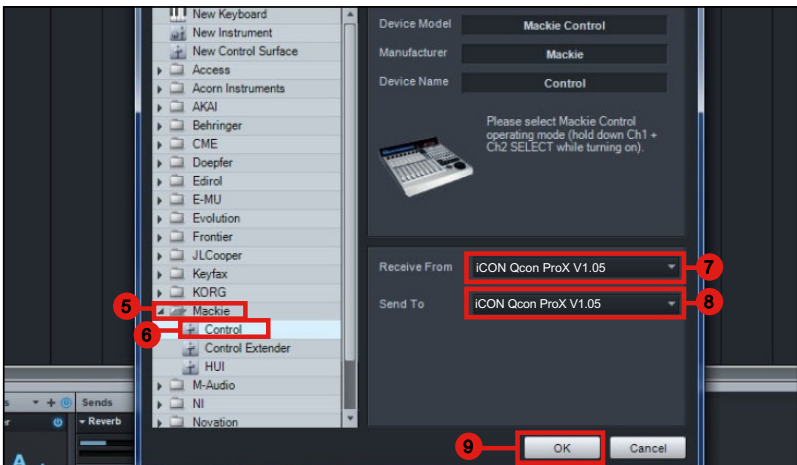 New Keyboard
New Instrument
New Control Surface
Access
Acorn Instruments
AKAI
Behringer
CME
Doepfer
Edirol
E-MU
Evolution
Frontier
JLCooper
Keyfax
KORG
5 Mackie
6 Control
Control Extender
HUI
M-Audio
NI
Novation
Device Model Mackie Control
Manufacturer Mackie
Device Name Control
Please select Mackie Control
operating mode (hold down Ch1 +
Ch2 SELECT while turning on).
Receive From iCON Qcon ProX V1.05 7
Send To iCON Qcon ProX V1.05 8
9 OK Cancel
Sends
Reverb